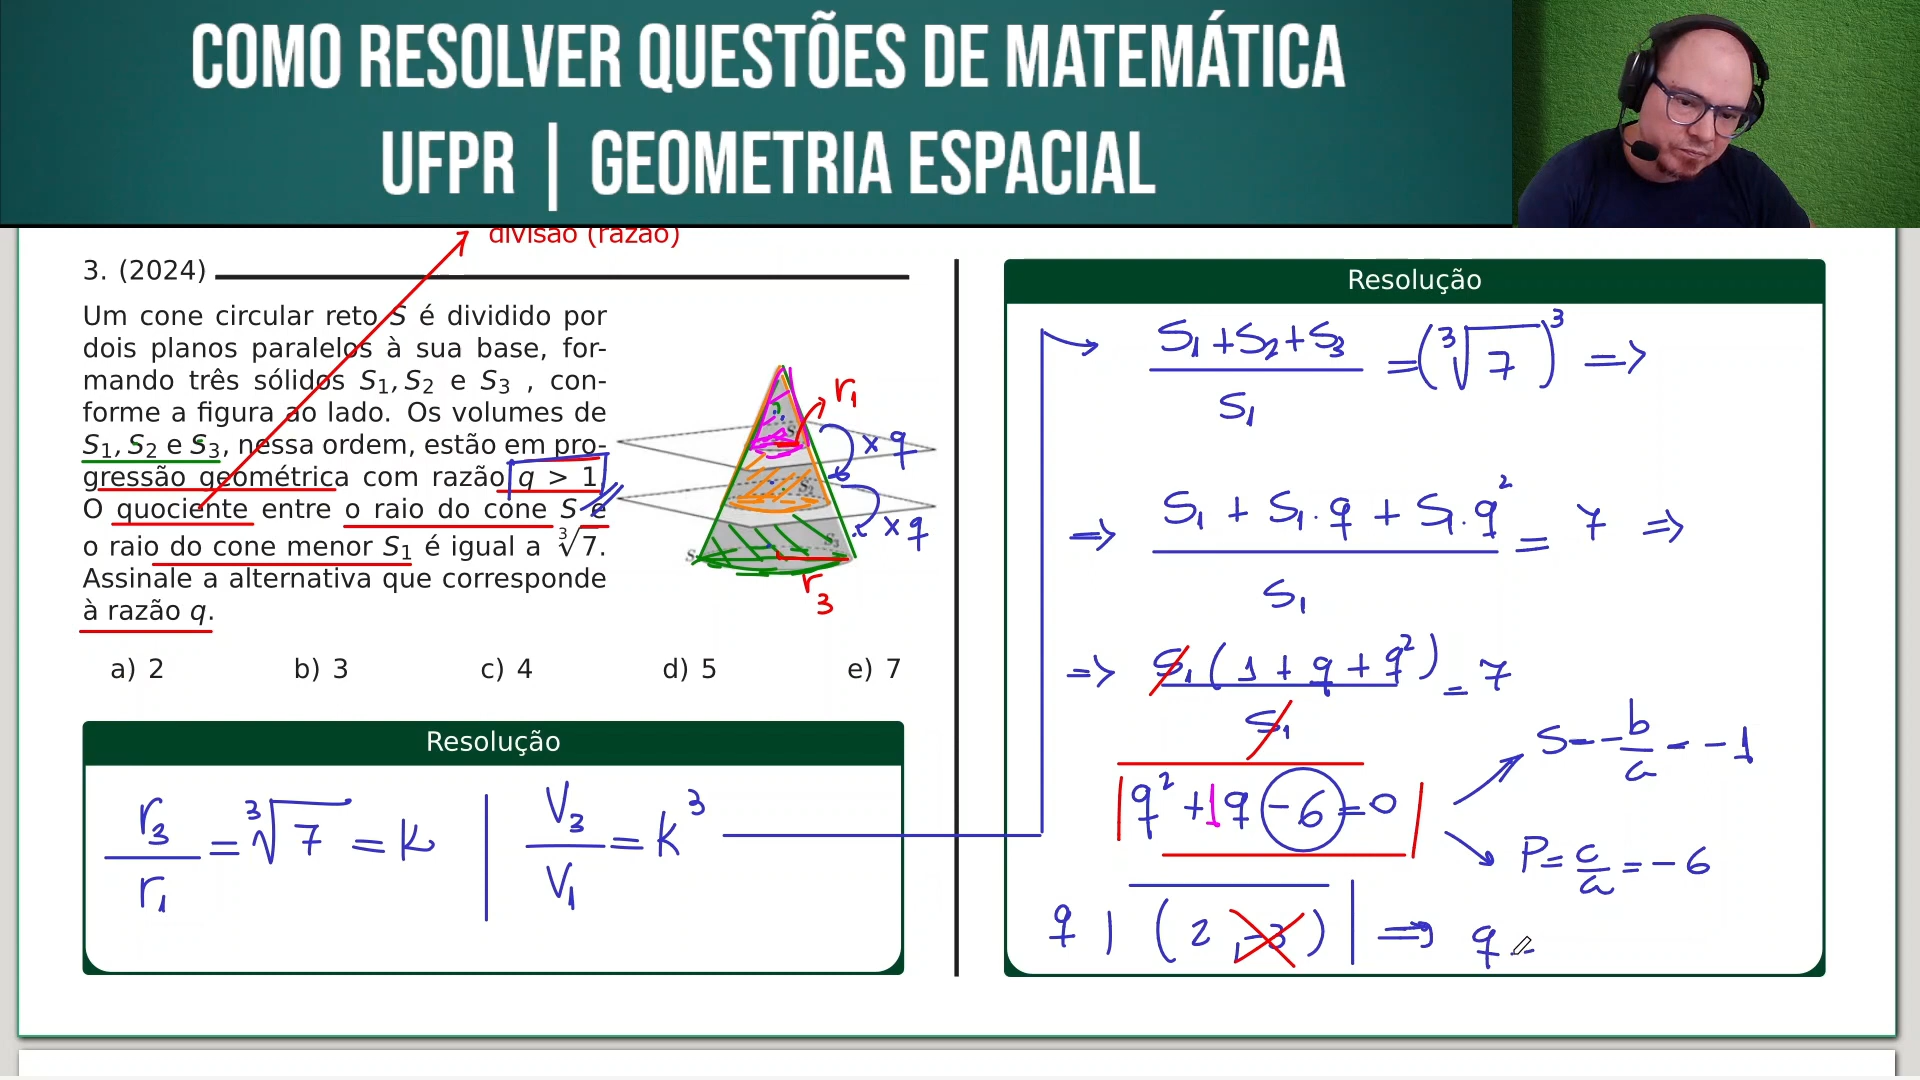 COMO RESOLVER QUESTÕES DE MATEMÁTICA
UFPR | GEOMETRIA ESPACIAL
divisão (razão)
3. (2024)
Um cone circular reto S é dividido por
dois planos paralelos à sua base, for-
mando três sólidos S₁, S₂ e S₃ , con-
forme a figura ao lado. Os volumes de
S₁, S₂ e S₃, nessa ordem, estão em pro-
gressão geométrica com razão q > 1.
O quociente entre o raio do cone S e
o raio do cone menor S₁ é igual a ∛7.
Assinale a alternativa que corresponde
à razão q.
r₁
x q
x q
S₃
r₃
a) 2 b) 3 c) 4 d) 5 e) 7
Resolução
r₃/r₁ = ∛7 = K | V₃/V₁ = K³
Resolução
(S₁ + S₂ + S₃)/S₁ = (∛7)³ =>
=> (S₁ + S₁·q + S₁·q²)/S₁ = 7 =>
=> S₁(1 + q + q²)/S₁ = 7
q² + 1q - 6 = 0
S = -b/a = -1
P = c/a = -6
q | (2, -3) | => q =